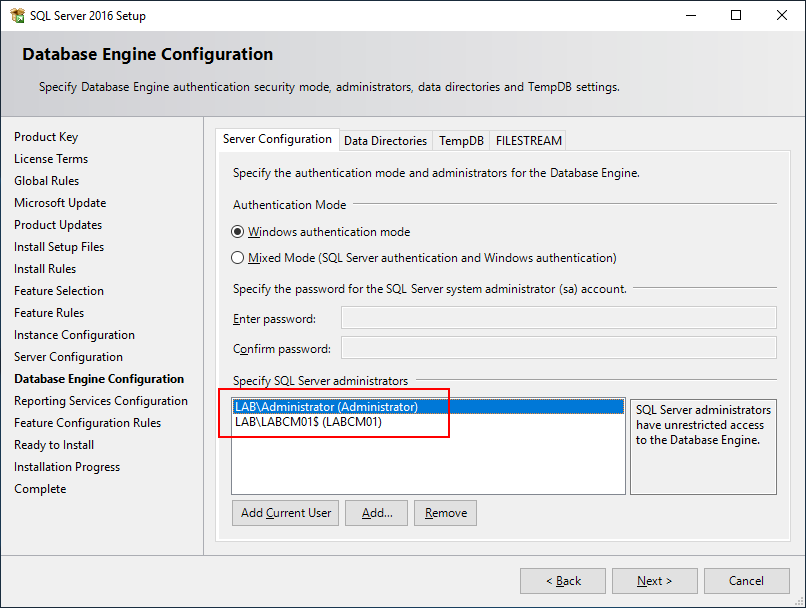 SQL Server 2016 Setup
Database Engine Configuration
Specify Database Engine authentication security mode, administrators, data directories and TempDB settings.
Product Key
License Terms
Global Rules
Microsoft Update
Product Updates
Install Setup Files
Install Rules
Feature Selection
Feature Rules
Instance Configuration
Server Configuration
Database Engine Configuration
Reporting Services Configuration
Feature Configuration Rules
Ready to Install
Installation Progress
Complete
Server Configuration Data Directories TempDB FILESTREAM
Specify the authentication mode and administrators for the Database Engine.
Authentication Mode
Windows authentication mode
Mixed Mode (SQL Server authentication and Windows authentication)
Specify the password for the SQL Server system administrator (sa) account.
Enter password:
Confirm password:
Specify SQL Server administrators
LAB\Administrator (Administrator)
LAB\LABCM01$ (LABCM01)
SQL Server administrators
have unrestricted access
to the Database Engine.
Add Current User Add... Remove
< Back Next > Cancel